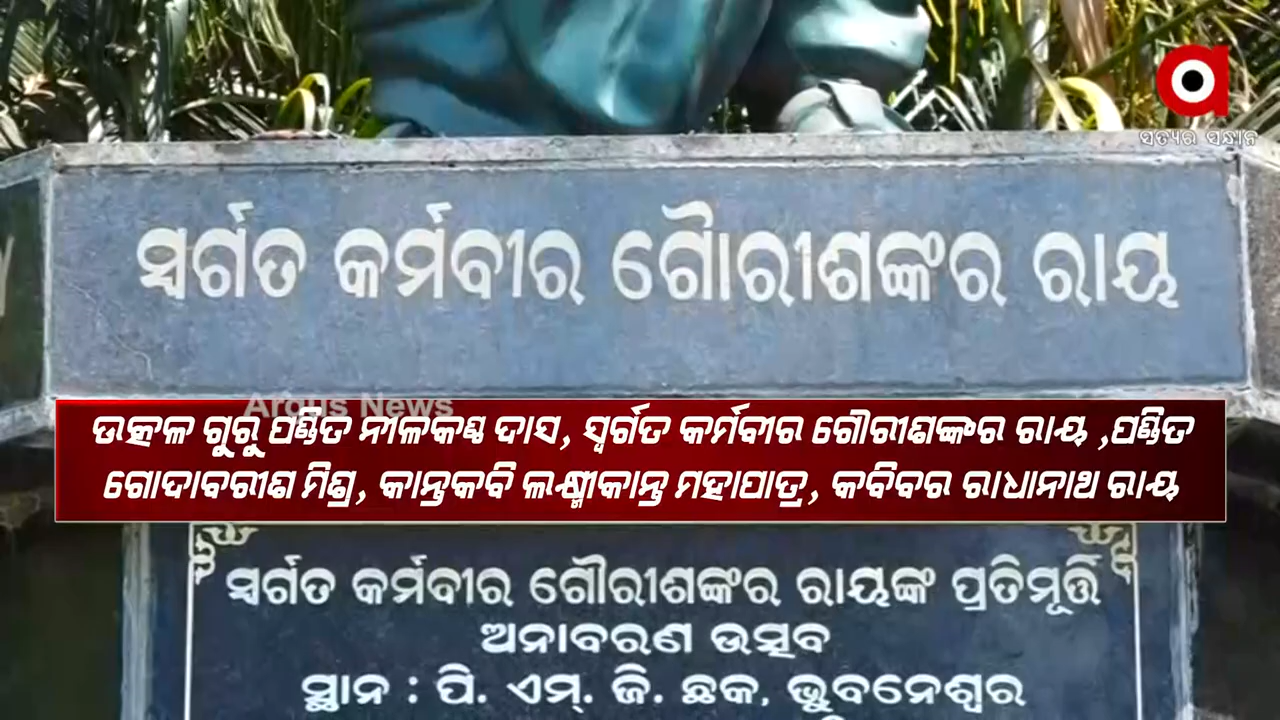 ସତ୍ୟର ସନ୍ଧାନ
ସ୍ୱର୍ଗତ କର୍ମବୀର ଗୌରୀଶଙ୍କର ରାୟ
Argus News
ଉତ୍କଳ ଗୁରୁ ପଣ୍ଡିତ ନୀଳକଣ୍ଠ ଦାସ, ସ୍ୱର୍ଗତ କର୍ମବୀର ଗୌରୀଶଙ୍କର ରାୟ ,ପଣ୍ଡିତ
ଗୋଦାବରୀଶ ମିଶ୍ର, କାନ୍ତକବି ଲକ୍ଷ୍ମୀକାନ୍ତ ମହାପାତ୍ର, କବିବର ରାଧାନାଥ ରାୟ
ସ୍ୱର୍ଗତ କର୍ମବୀର ଗୌରୀଶଙ୍କର ରାୟଙ୍କ ପ୍ରତିମୂର୍ତ୍ତି
ଅନାବରଣ ଉତ୍ସବ
ସ୍ଥାନ : ପି. ଏମ୍. ଜି. ଛକ, ଭୁବନେଶ୍ୱର